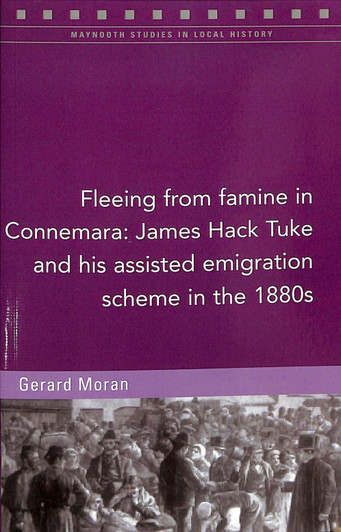 MAYNOOTH STUDIES IN LOCAL HISTORY
Fleeing from famine in
Connemara: James Hack Tuke
and his assisted emigration
scheme in the 1880s
Gerard Moran